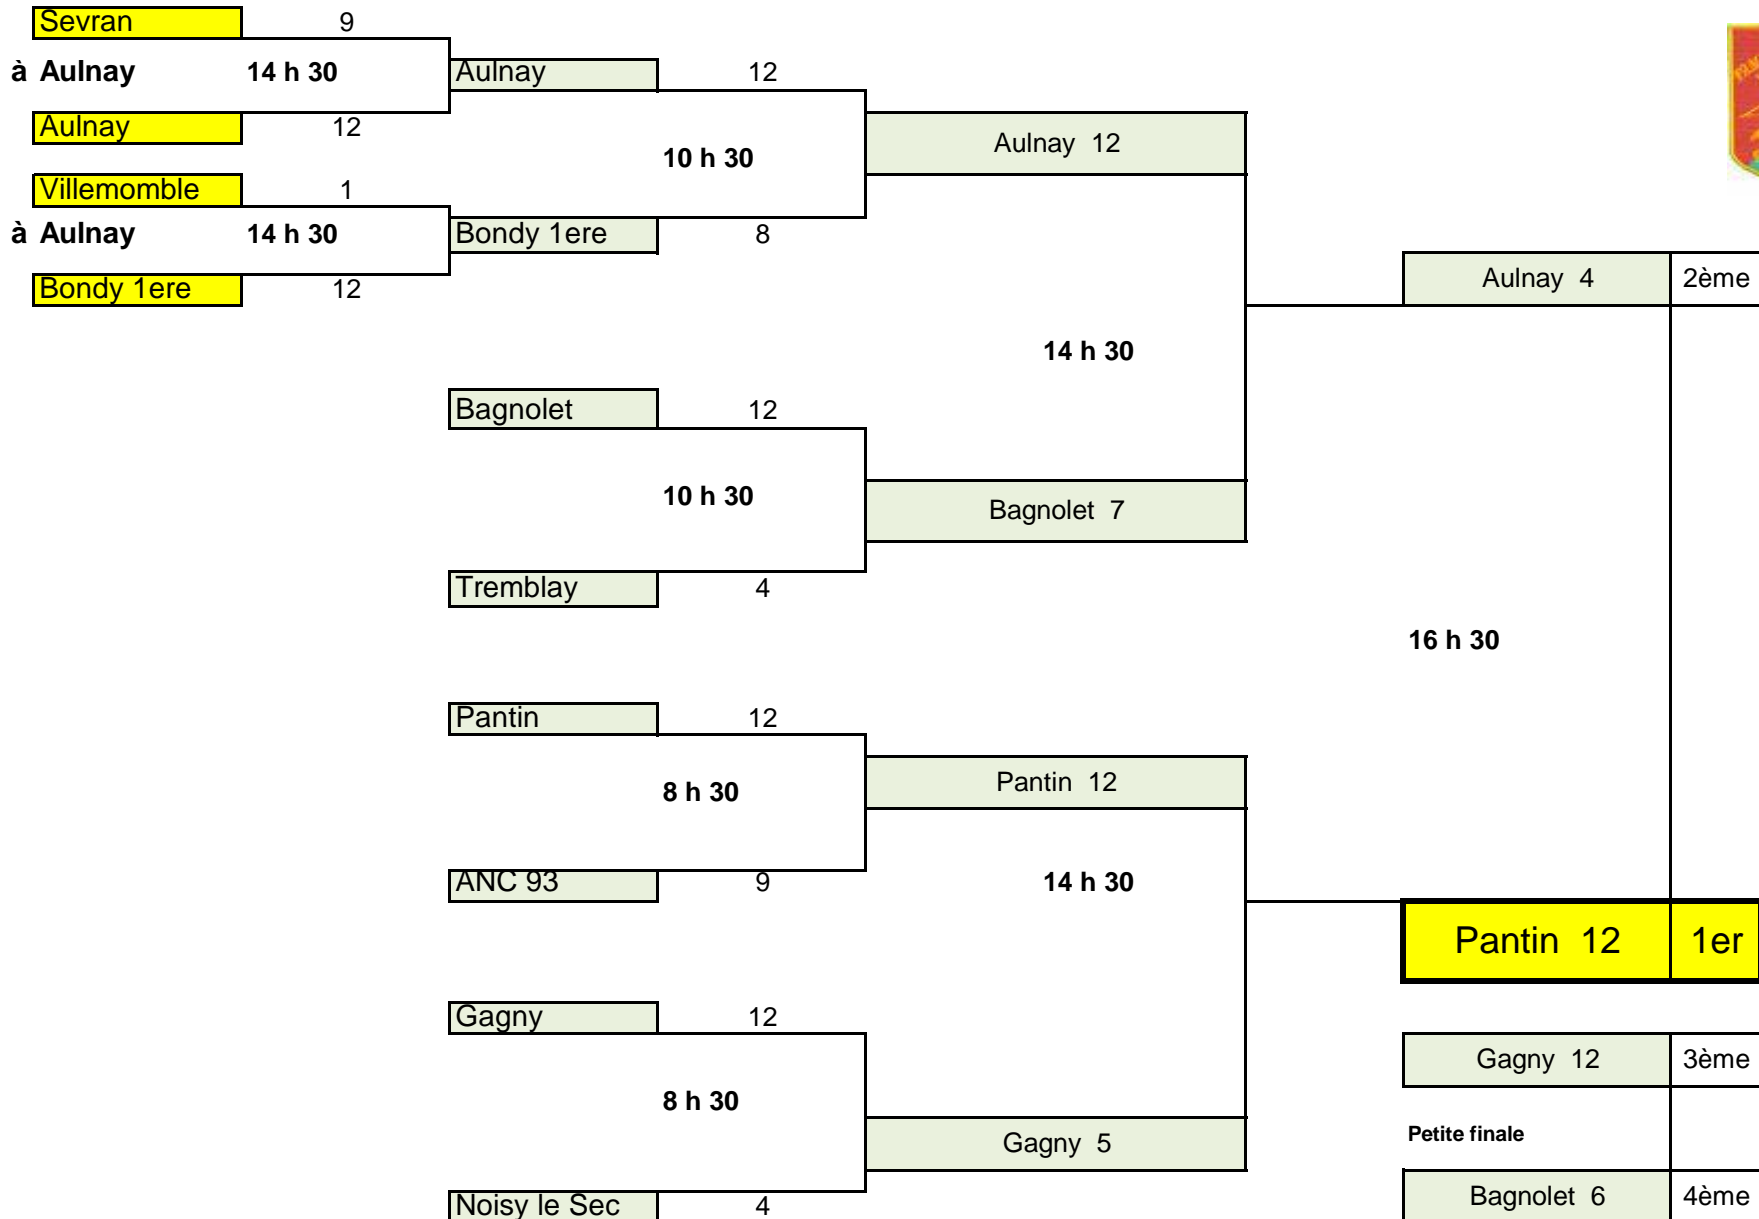 Sevran 9
à Aulnay 14 h 30
Aulnay 12
Aulnay 12
Aulnay 12
10 h 30
Villemomble 1
à Aulnay 14 h 30
Bondy 1ere 8
Bondy 1ere 12
Aulnay 4 2ème
14 h 30
Bagnolet 12
10 h 30
Bagnolet 7
Tremblay 4
16 h 30
Pantin 12
8 h 30
Pantin 12
ANC 93 9
14 h 30
Pantin 12 1er
Gagny 12
Gagny 12 3ème
8 h 30
Petite finale
Gagny 5
Noisy le Sec 4
Bagnolet 6 4ème